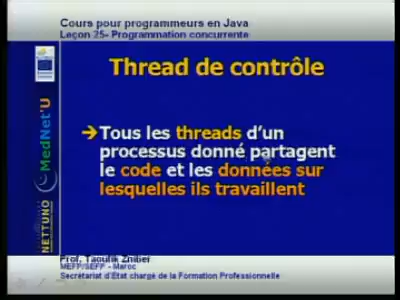 Cours pour programmeurs en Java
Leçon 25- Programmation concurrente
Thread de contrôle
➔Tous les threads d'un
processus donné partagent
le code et les données sur
lesquelles ils travaillent
NETTUNO MedNet'U
Prof. Taoufik Zniber
MEFP/SEFP - Maroc
Secrétariat d'Etat chargé de la Formation Professionnelle